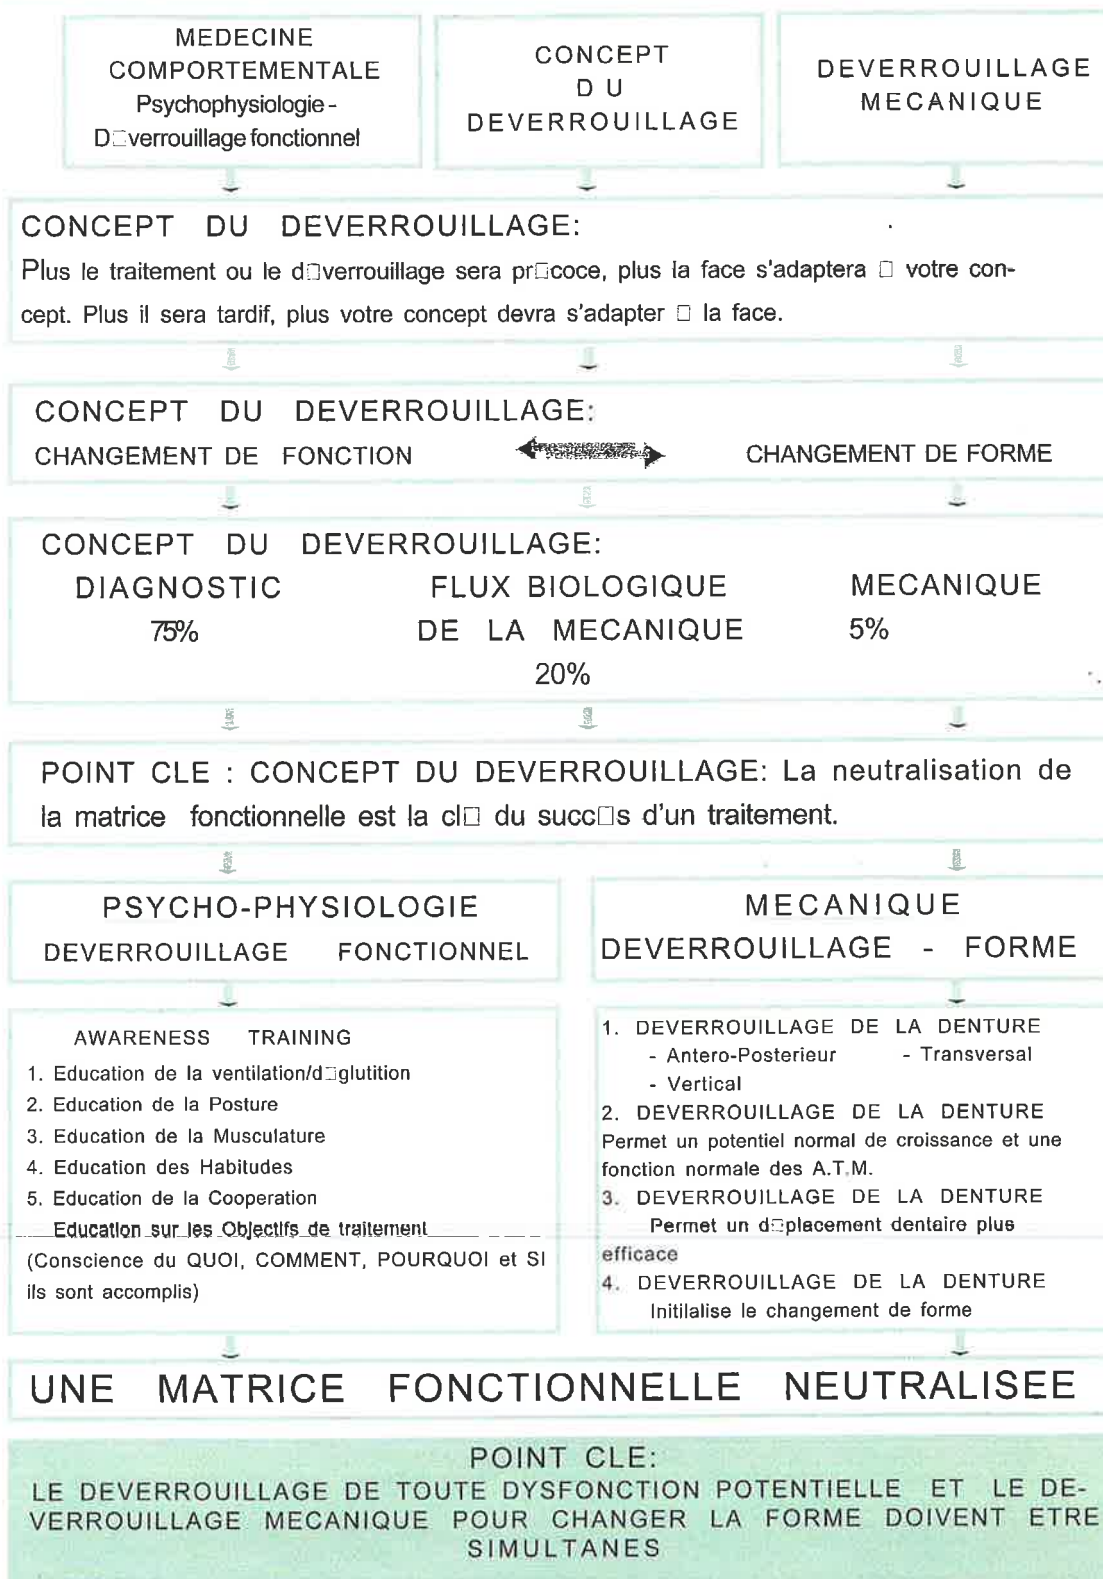 MEDECINE
COMPORTEMENTALE
Psychophysiologie -
D□verrouillage fonctionnel
CONCEPT
D U
DEVERROUILLAGE
DEVERROUILLAGE
MECANIQUE
CONCEPT DU DEVERROUILLAGE:
Plus le traitement ou le d□verrouillage sera pr□coce, plus la face s'adaptera □ votre con-
cept. Plus il sera tardif, plus votre concept devra s'adapter □ la face.
CONCEPT DU DEVERROUILLAGE:
CHANGEMENT DE FONCTION CHANGEMENT DE FORME
CONCEPT DU DEVERROUILLAGE:
DIAGNOSTIC
75%
FLUX BIOLOGIQUE
DE LA MECANIQUE
20%
MECANIQUE
5%
POINT CLE : CONCEPT DU DEVERROUILLAGE: La neutralisation de
la matrice fonctionnelle est la cl□ du succ□s d'un traitement.
PSYCHO-PHYSIOLOGIE
DEVERROUILLAGE FONCTIONNEL
AWARENESS TRAINING
1. Education de la ventilation/d□glutition
2. Education de la Posture
3. Education de la Musculature
4. Education des Habitudes
5. Education de la Cooperation
Education sur les Objectifs de traitement
(Conscience du QUOI, COMMENT, POURQUOI et SI
ils sont accomplis)
MECANIQUE
DEVERROUILLAGE - FORME
1. DEVERROUILLAGE DE LA DENTURE
- Antero-Posterieur - Transversal
- Vertical
2. DEVERROUILLAGE DE LA DENTURE
Permet un potentiel normal de croissance et une
fonction normale des A.T.M.
3. DEVERROUILLAGE DE LA DENTURE
Permet un d□placement dentaire plus
efficace
4. DEVERROUILLAGE DE LA DENTURE
Initilalise le changement de forme
UNE MATRICE FONCTIONNELLE NEUTRALISEE
POINT CLE:
LE DEVERROUILLAGE DE TOUTE DYSFONCTION POTENTIELLE ET LE DE-
VERROUILLAGE MECANIQUE POUR CHANGER LA FORME DOIVENT ETRE
SIMULTANES